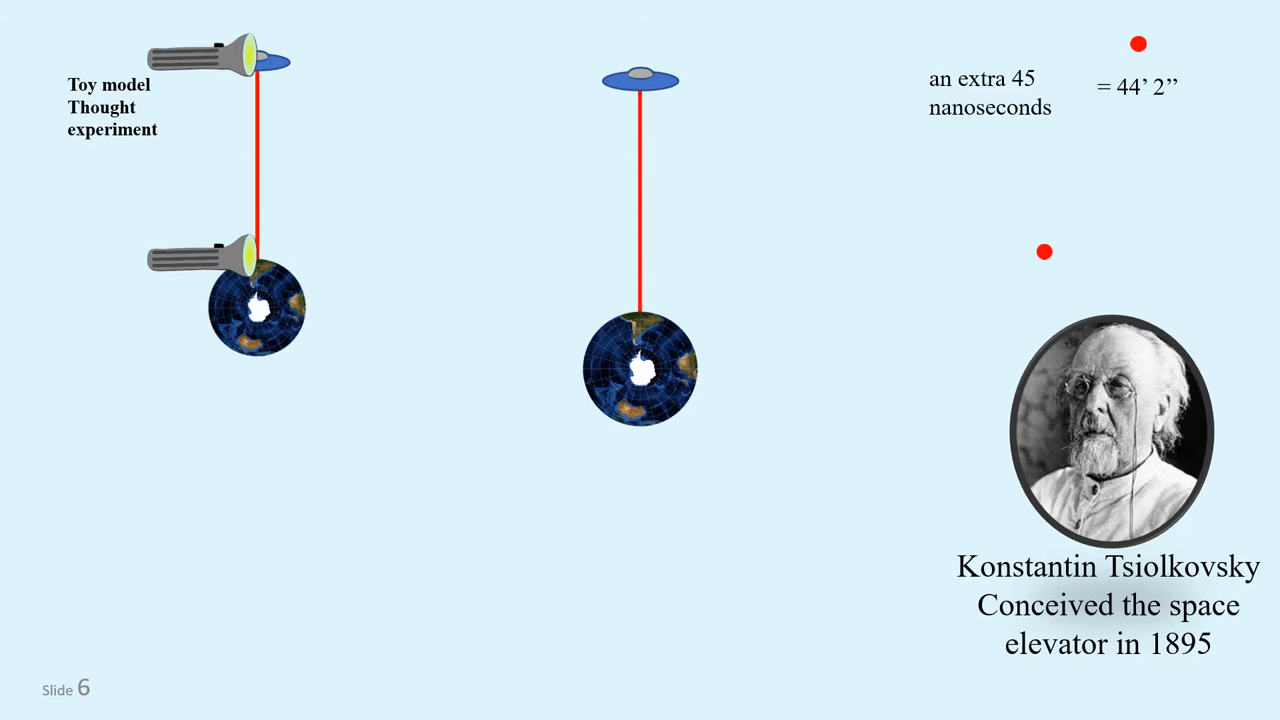 Toy model
Thought
experiment
an extra 45
nanoseconds
= 44’ 2’’
Konstantin Tsiolkovsky
Conceived the space
elevator in 1895
Slide 6